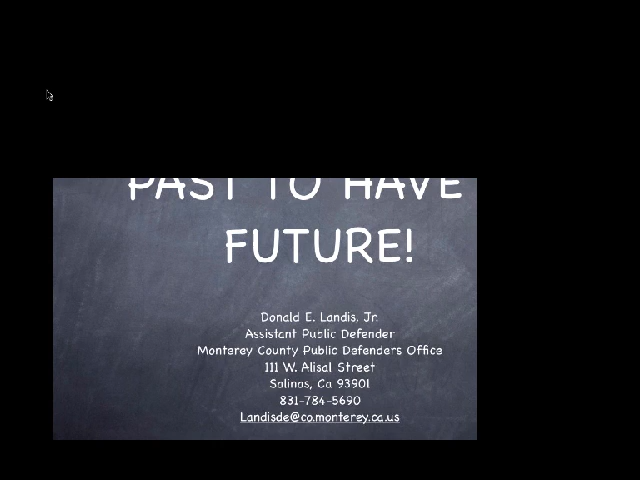 PAST TO HAVE
FUTURE!
Donald E. Landis, Jr.
Assistant Public Defender
Monterey County Public Defenders Office
111 W. Alisal Street
Salinas, Ca 93901
831-784-5690
Landisde@co.monterey.ca.us